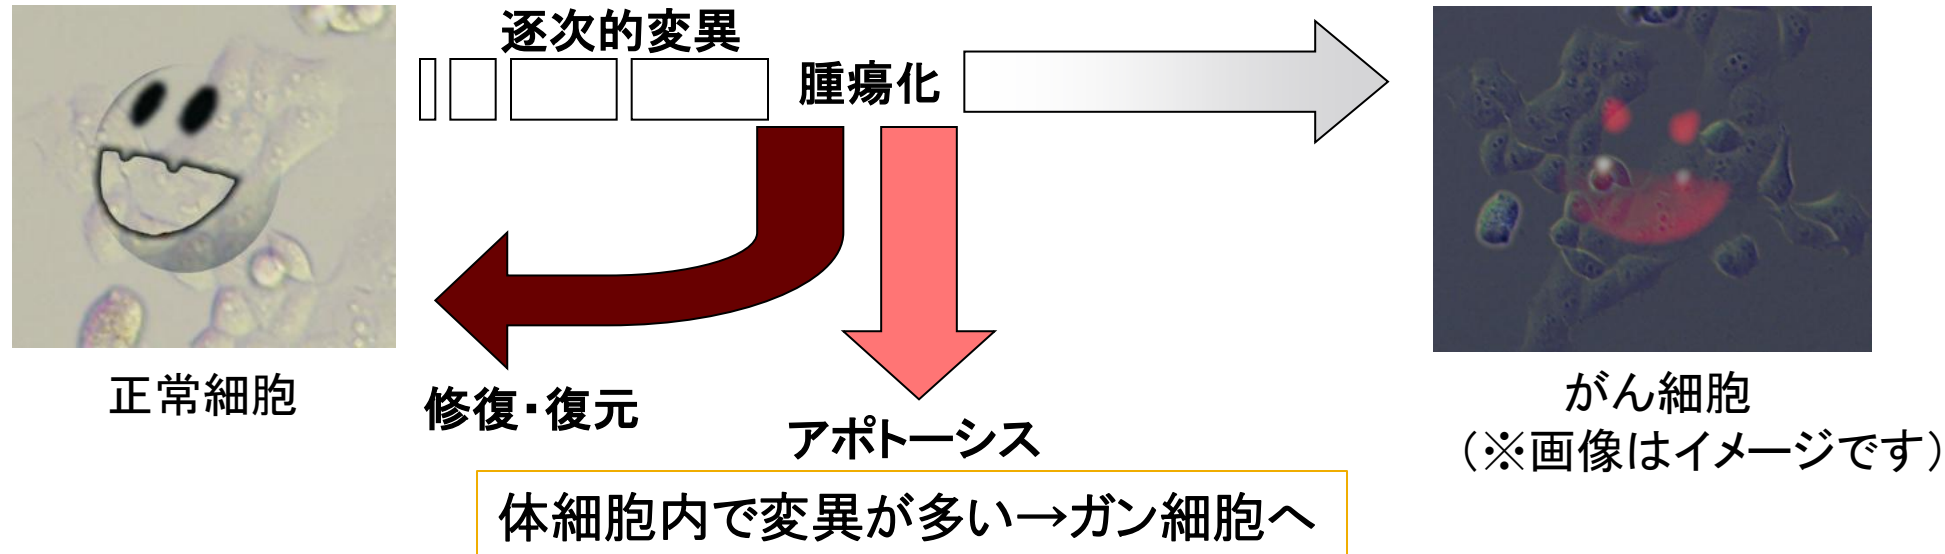 逐次的変異
腫瘍化
正常細胞
修復・復元
アポトーシス
がん細胞
（※画像はイメージです）
体細胞内で変異が多い→ガン細胞へ